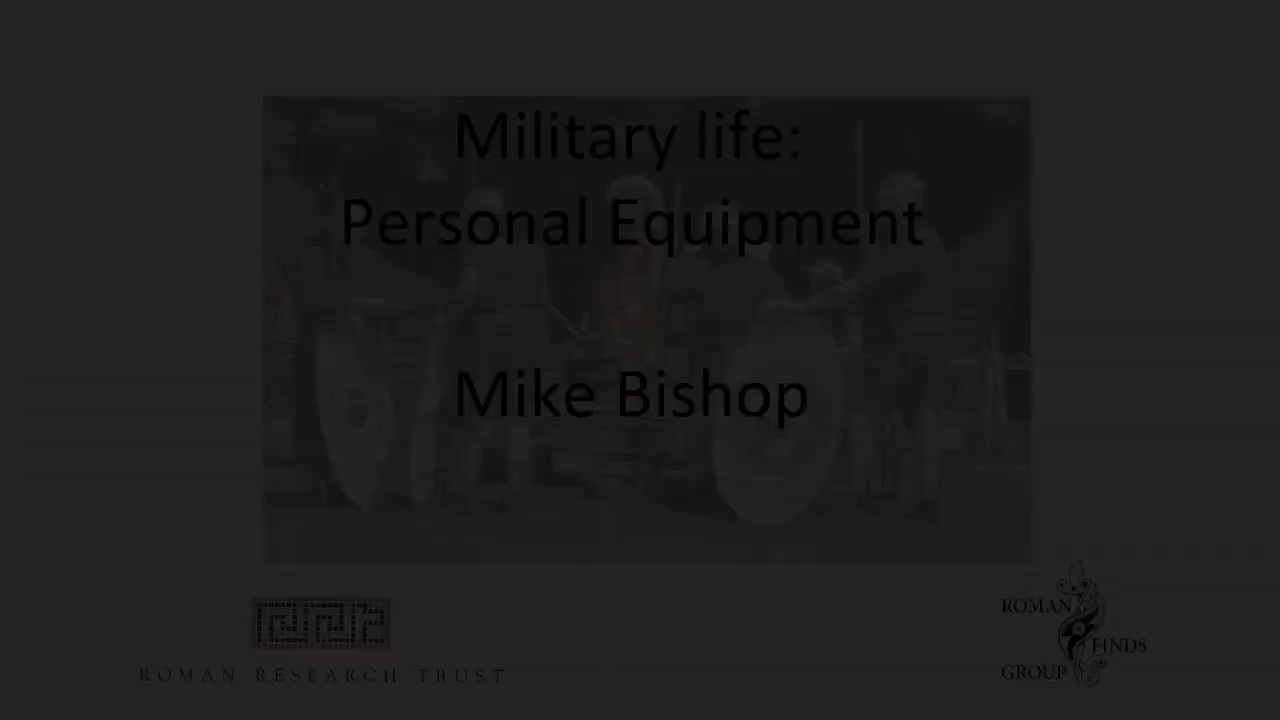 Military life:
Personal Equipment
Mike Bishop
ROMAN RESEARCH TRUST
ROMAN
FINDS
GROUP